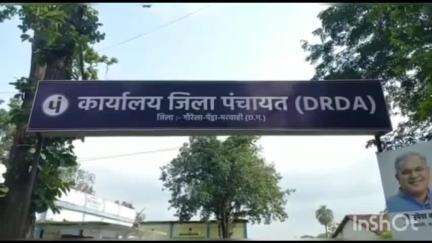 कार्यालय जिला पंचायत (DRDA)
जिला :- गौरेला-पेंड्रा-मरवाही (छ.ग.)
InShOt